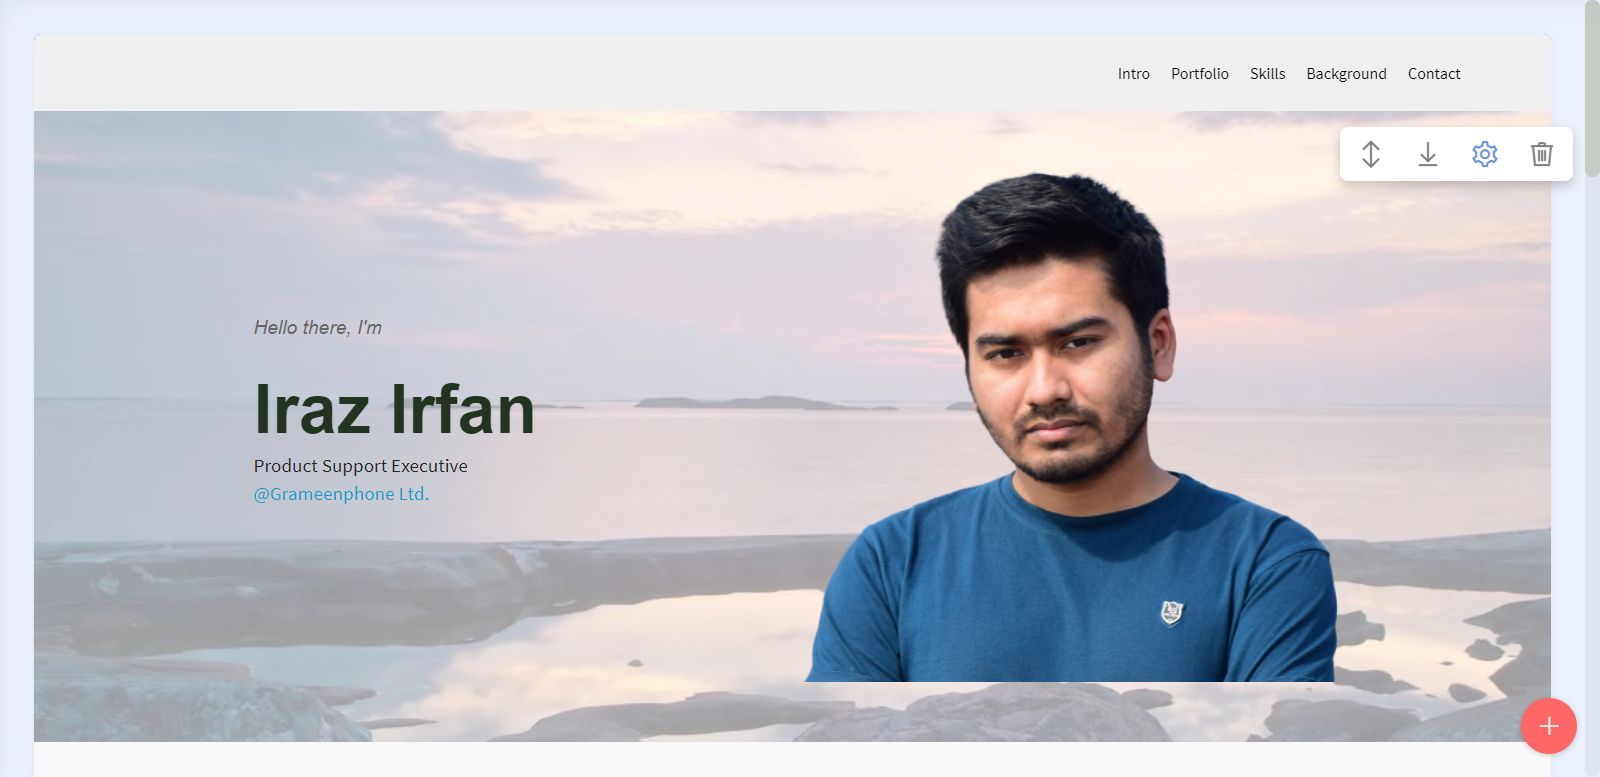 Intro Portfolio Skills Background Contact
Hello there, I'm
Iraz Irfan
Product Support Executive
@Grameenphone Ltd.